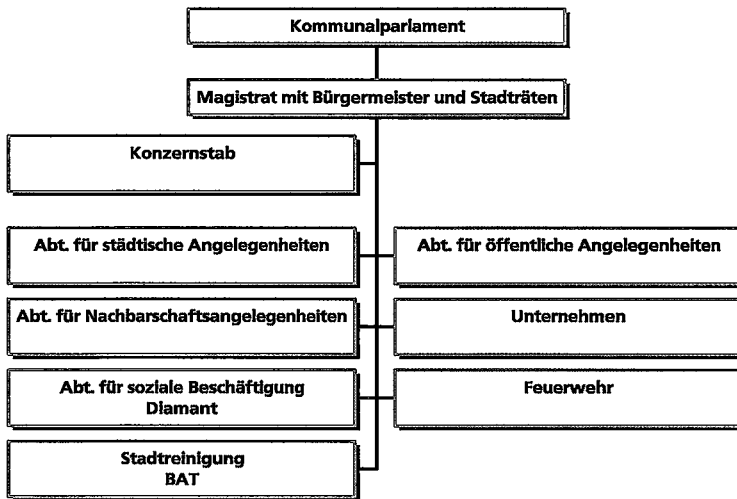 Kommunalparlament
Magistrat mit Bürgermeister und Stadträten
Konzernstab
Abt. für städtische Angelegenheiten
Abt. für öffentliche Angelegenheiten
Abt. für Nachbarschaftsangelegenheiten
Unternehmen
Abt. für soziale Beschäftigung
Diamant
Feuerwehr
Stadtreinigung
BAT